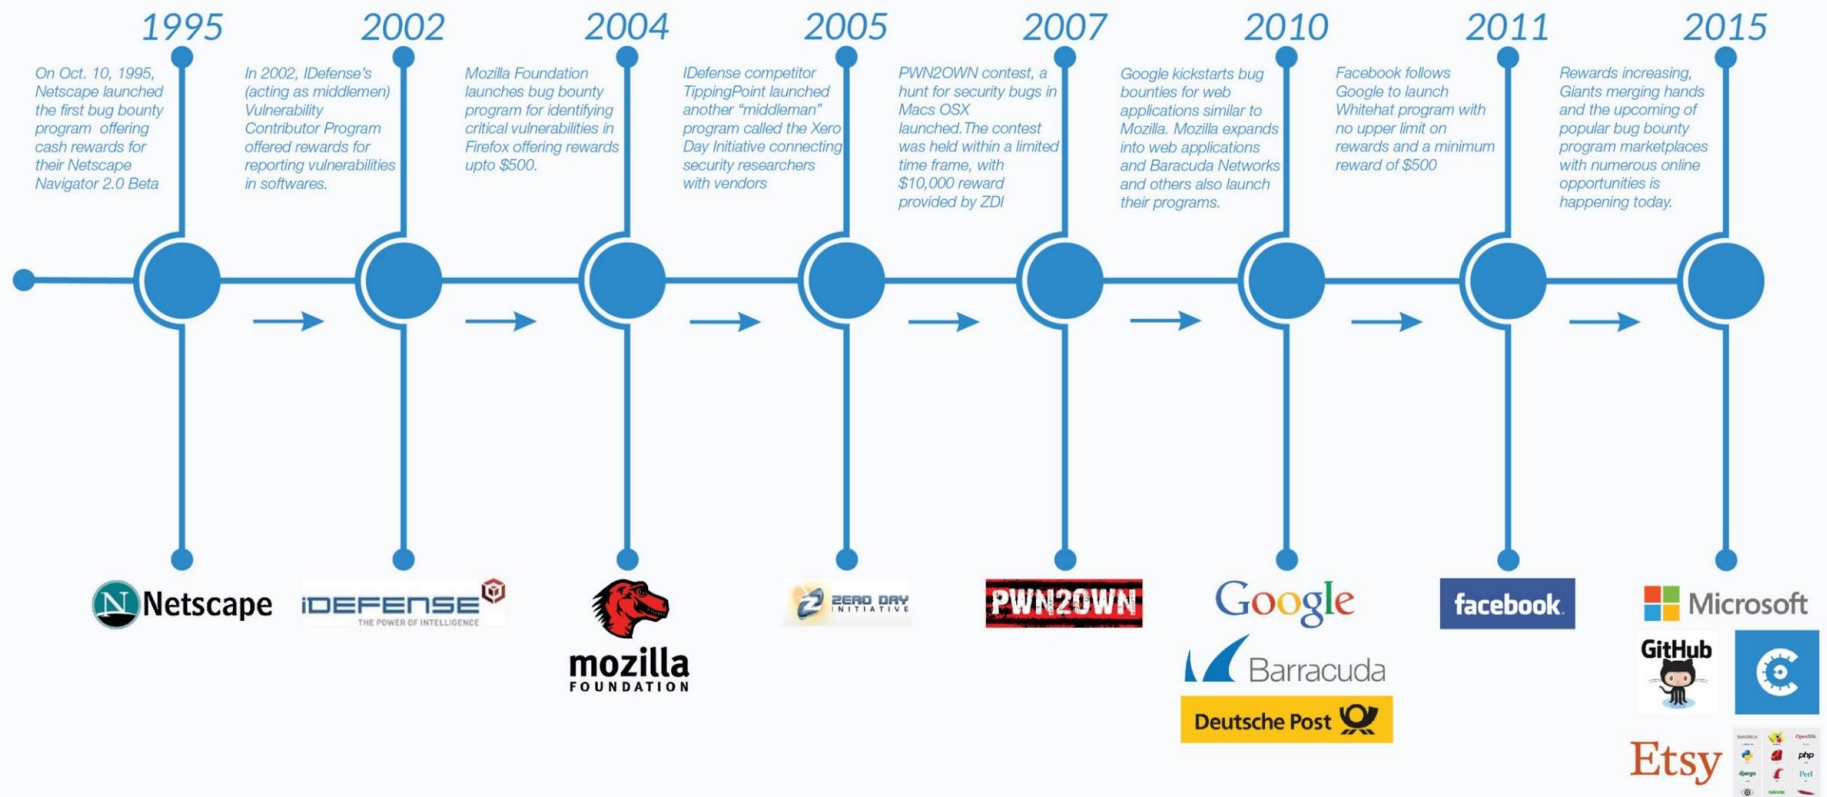 1995
On Oct. 10, 1995,
Netscape launched
the first bug bounty
program offering
cash rewards for
their Netscape
Navigator 2.0 Beta
2002
In 2002, IDefense's
(acting as middlemen)
Vulnerability
Contributor Program
offered rewards for
reporting vulnerabilities
in softwares.
2004
Mozilla Foundation
launches bug bounty
program for identifying
critical vulnerabilities in
Firefox offering rewards
upto $500.
2005
IDefense competitor
TippingPoint launched
another "middleman"
program called the Xero
Day Initiative connecting
security researchers
with vendors
2007
PWN2OWN contest, a
hunt for security bugs in
Macs OSX
launched.The contest
was held within a limited
time frame, with
$10,000 reward
provided by ZDI
2010
Google kickstarts bug
bounties for web
applications similar to
Mozilla. Mozilla expands
into web applications
and Baracuda Networks
and others also launch
their programs.
2011
Facebook follows
Google to launch
Whitehat program with
no upper limit on
rewards and a minimum
reward of $500
2015
Rewards increasing,
Giants merging hands
and the upcoming of
popular bug bounty
program marketplaces
with numerous online
opportunities is
happening today.
N Netscape
iDEFENSE
THE POWER OF INTELLIGENCE
mozilla
FOUNDATION
ZERO DAY
INITIATIVE
PWN2OWN
Google
Barracuda
Deutsche Post
facebook
Microsoft
GitHub
Etsy
OpenSSL
php
django
Perl